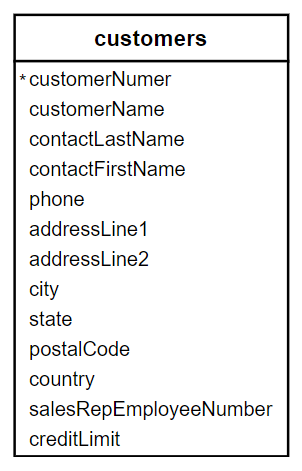 customers
* customerNumer
customerName
contactLastName
contactFirstName
phone
addressLine1
addressLine2
city
state
postalCode
country
salesRepEmployeeNumber
creditLimit